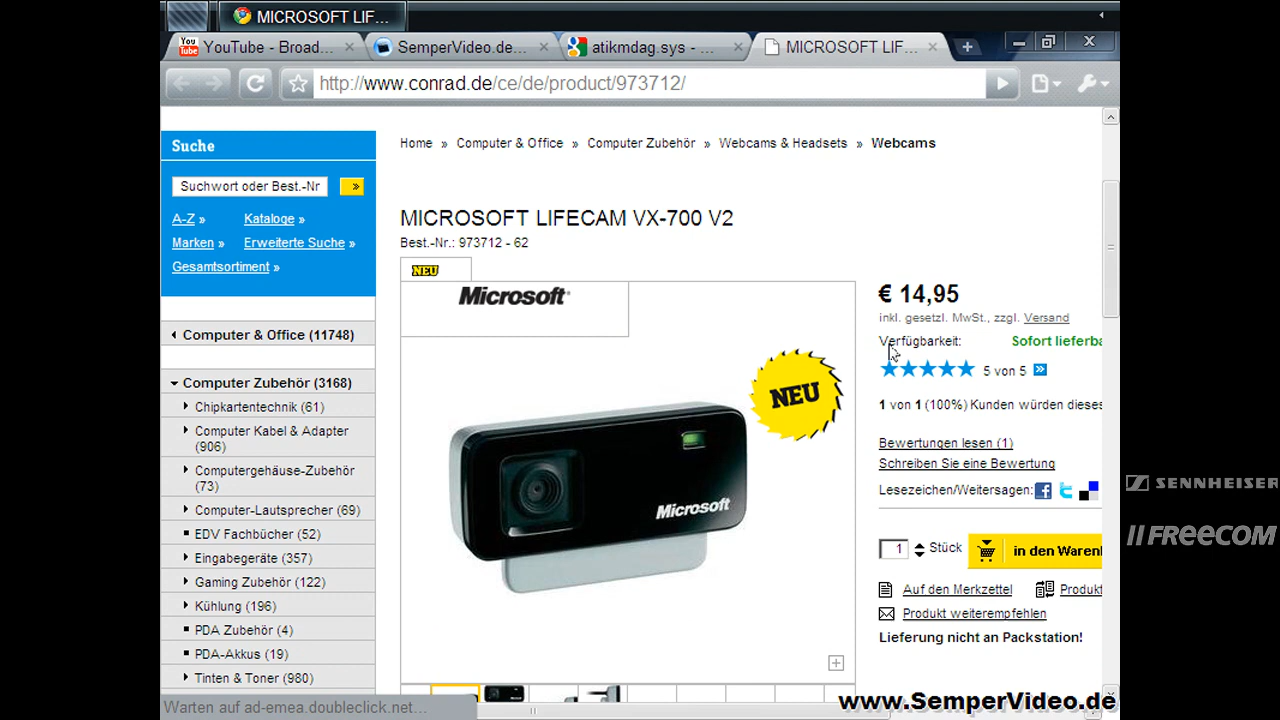 MICROSOFT LIF...
YouTube - Broad...
SemperVideo.de...
atikmdag.sys - ...
MICROSOFT LIF...
http://www.conrad.de/ce/de/product/973712/
Suche
Suchwort oder Best.-Nr
A-Z »
Kataloge »
Marken »
Erweiterte Suche »
Gesamtsortiment »
Computer & Office (11748)
Computer Zubehör (3168)
Chipkartentechnik (61)
Computer Kabel & Adapter
(906)
Computergehäuse-Zubehör
(73)
Computer-Lautsprecher (69)
EDV Fachbücher (52)
Eingabegeräte (357)
Gaming Zubehör (122)
Kühlung (196)
PDA Zubehör (4)
PDA-Akkus (19)
Tinten & Toner (980)
Warten auf ad-emea.doubleclick.net...
Home » Computer & Office » Computer Zubehör » Webcams & Headsets » Webcams
MICROSOFT LIFECAM VX-700 V2
Best.-Nr.: 973712 - 62
NEU
Microsoft
NEU
Microsoft
€ 14,95
inkl. gesetzl. MwSt., zzgl. Versand
Verfügbarkeit: Sofort lieferba
5 von 5
1 von 1 (100%) Kunden würden dieses
Bewertungen lesen (1)
Schreiben Sie eine Bewertung
Lesezeichen/Weitersagen:
1 Stück
in den Waren
Auf den Merkzettel
Produkt
Produkt weiterempfehlen
Lieferung nicht an Packstation!
www.SemperVideo.de
SENNHEISER
FREECOM